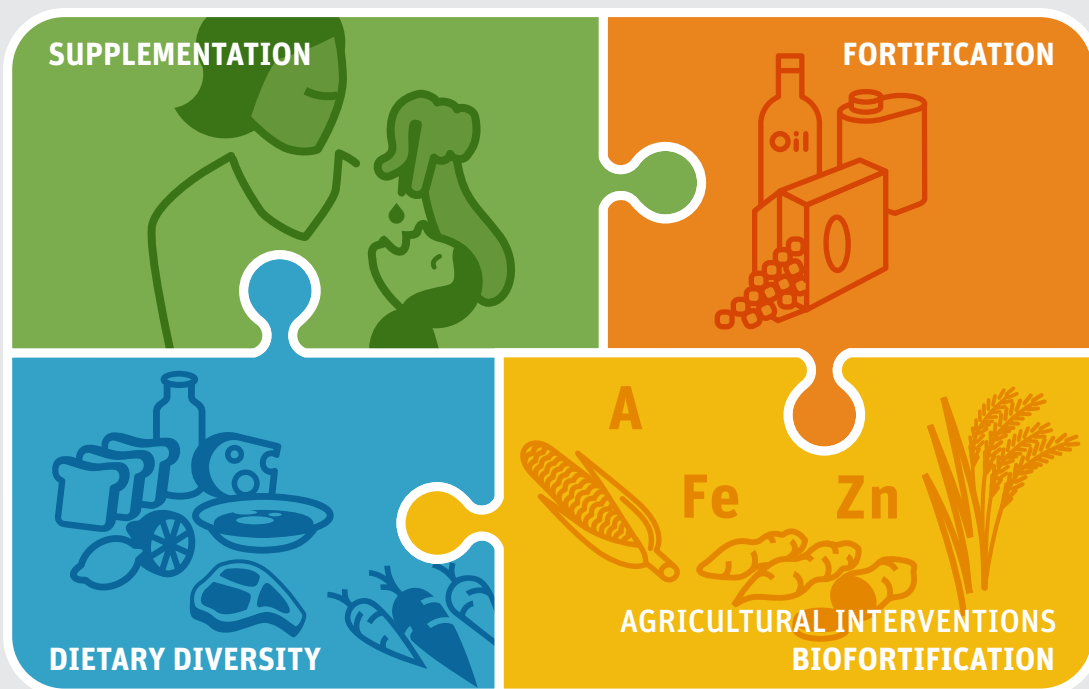 SUPPLEMENTATION
FORTIFICATION
Oil
A
Fe
Zn
DIETARY DIVERSITY
AGRICULTURAL INTERVENTIONS
BIOFORTIFICATION